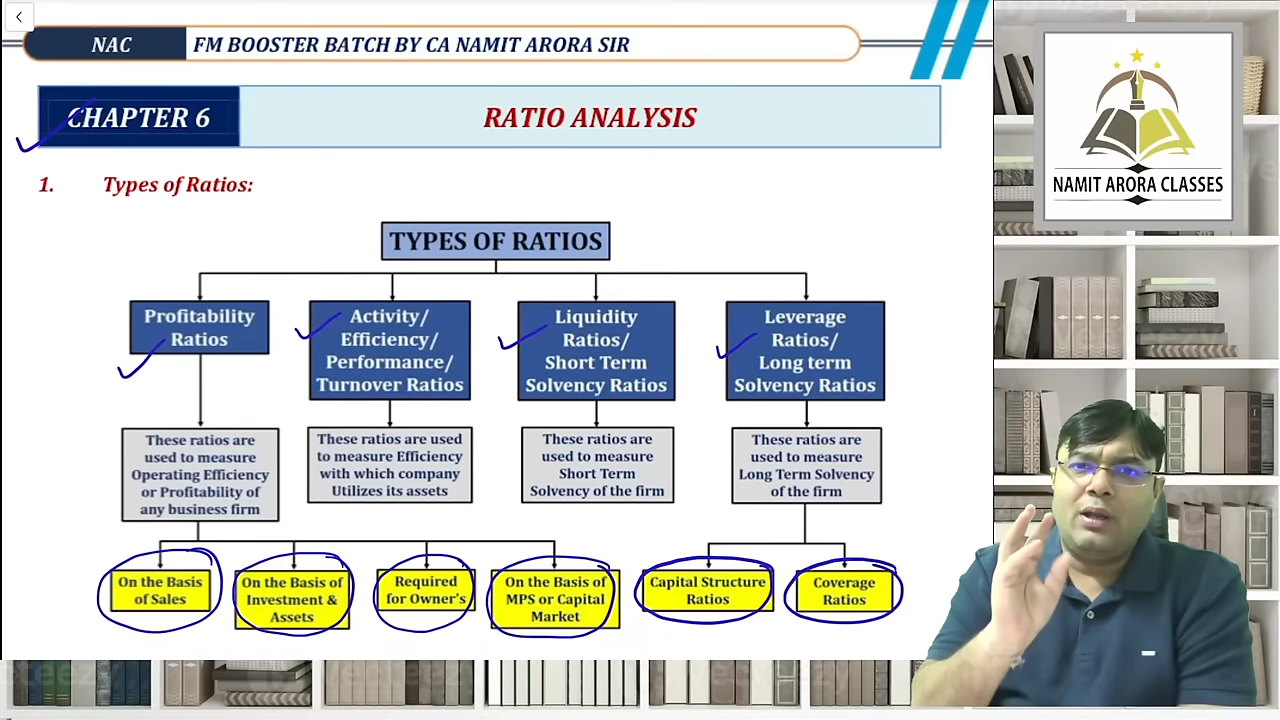 NAC
FM BOOSTER BATCH BY CA NAMIT ARORA SIR
CHAPTER 6
RATIO ANALYSIS
1. Types of Ratios:
TYPES OF RATIOS
Profitability
Ratios
Activity/
Efficiency/
Performance/
Turnover Ratios
Liquidity
Ratios/
Short Term
Solvency Ratios
Leverage
Ratios/
Long term
Solvency Ratios
These ratios are
used to measure
Operating Efficiency
or Profitability of
any business firm
These ratios are used
to measure Efficiency
with which company
Utilizes its assets
These ratios are
used to measure
Short Term
Solvency of the firm
These ratios are
used to measure
Long Term Solvency
of the firm
On the Basis
of Sales
On the Basis of
Investment &
Assets
Required
for Owner's
On the Basis of
MPS or Capital
Market
Capital Structure
Ratios
Coverage
Ratios
NAMIT ARORA CLASSES